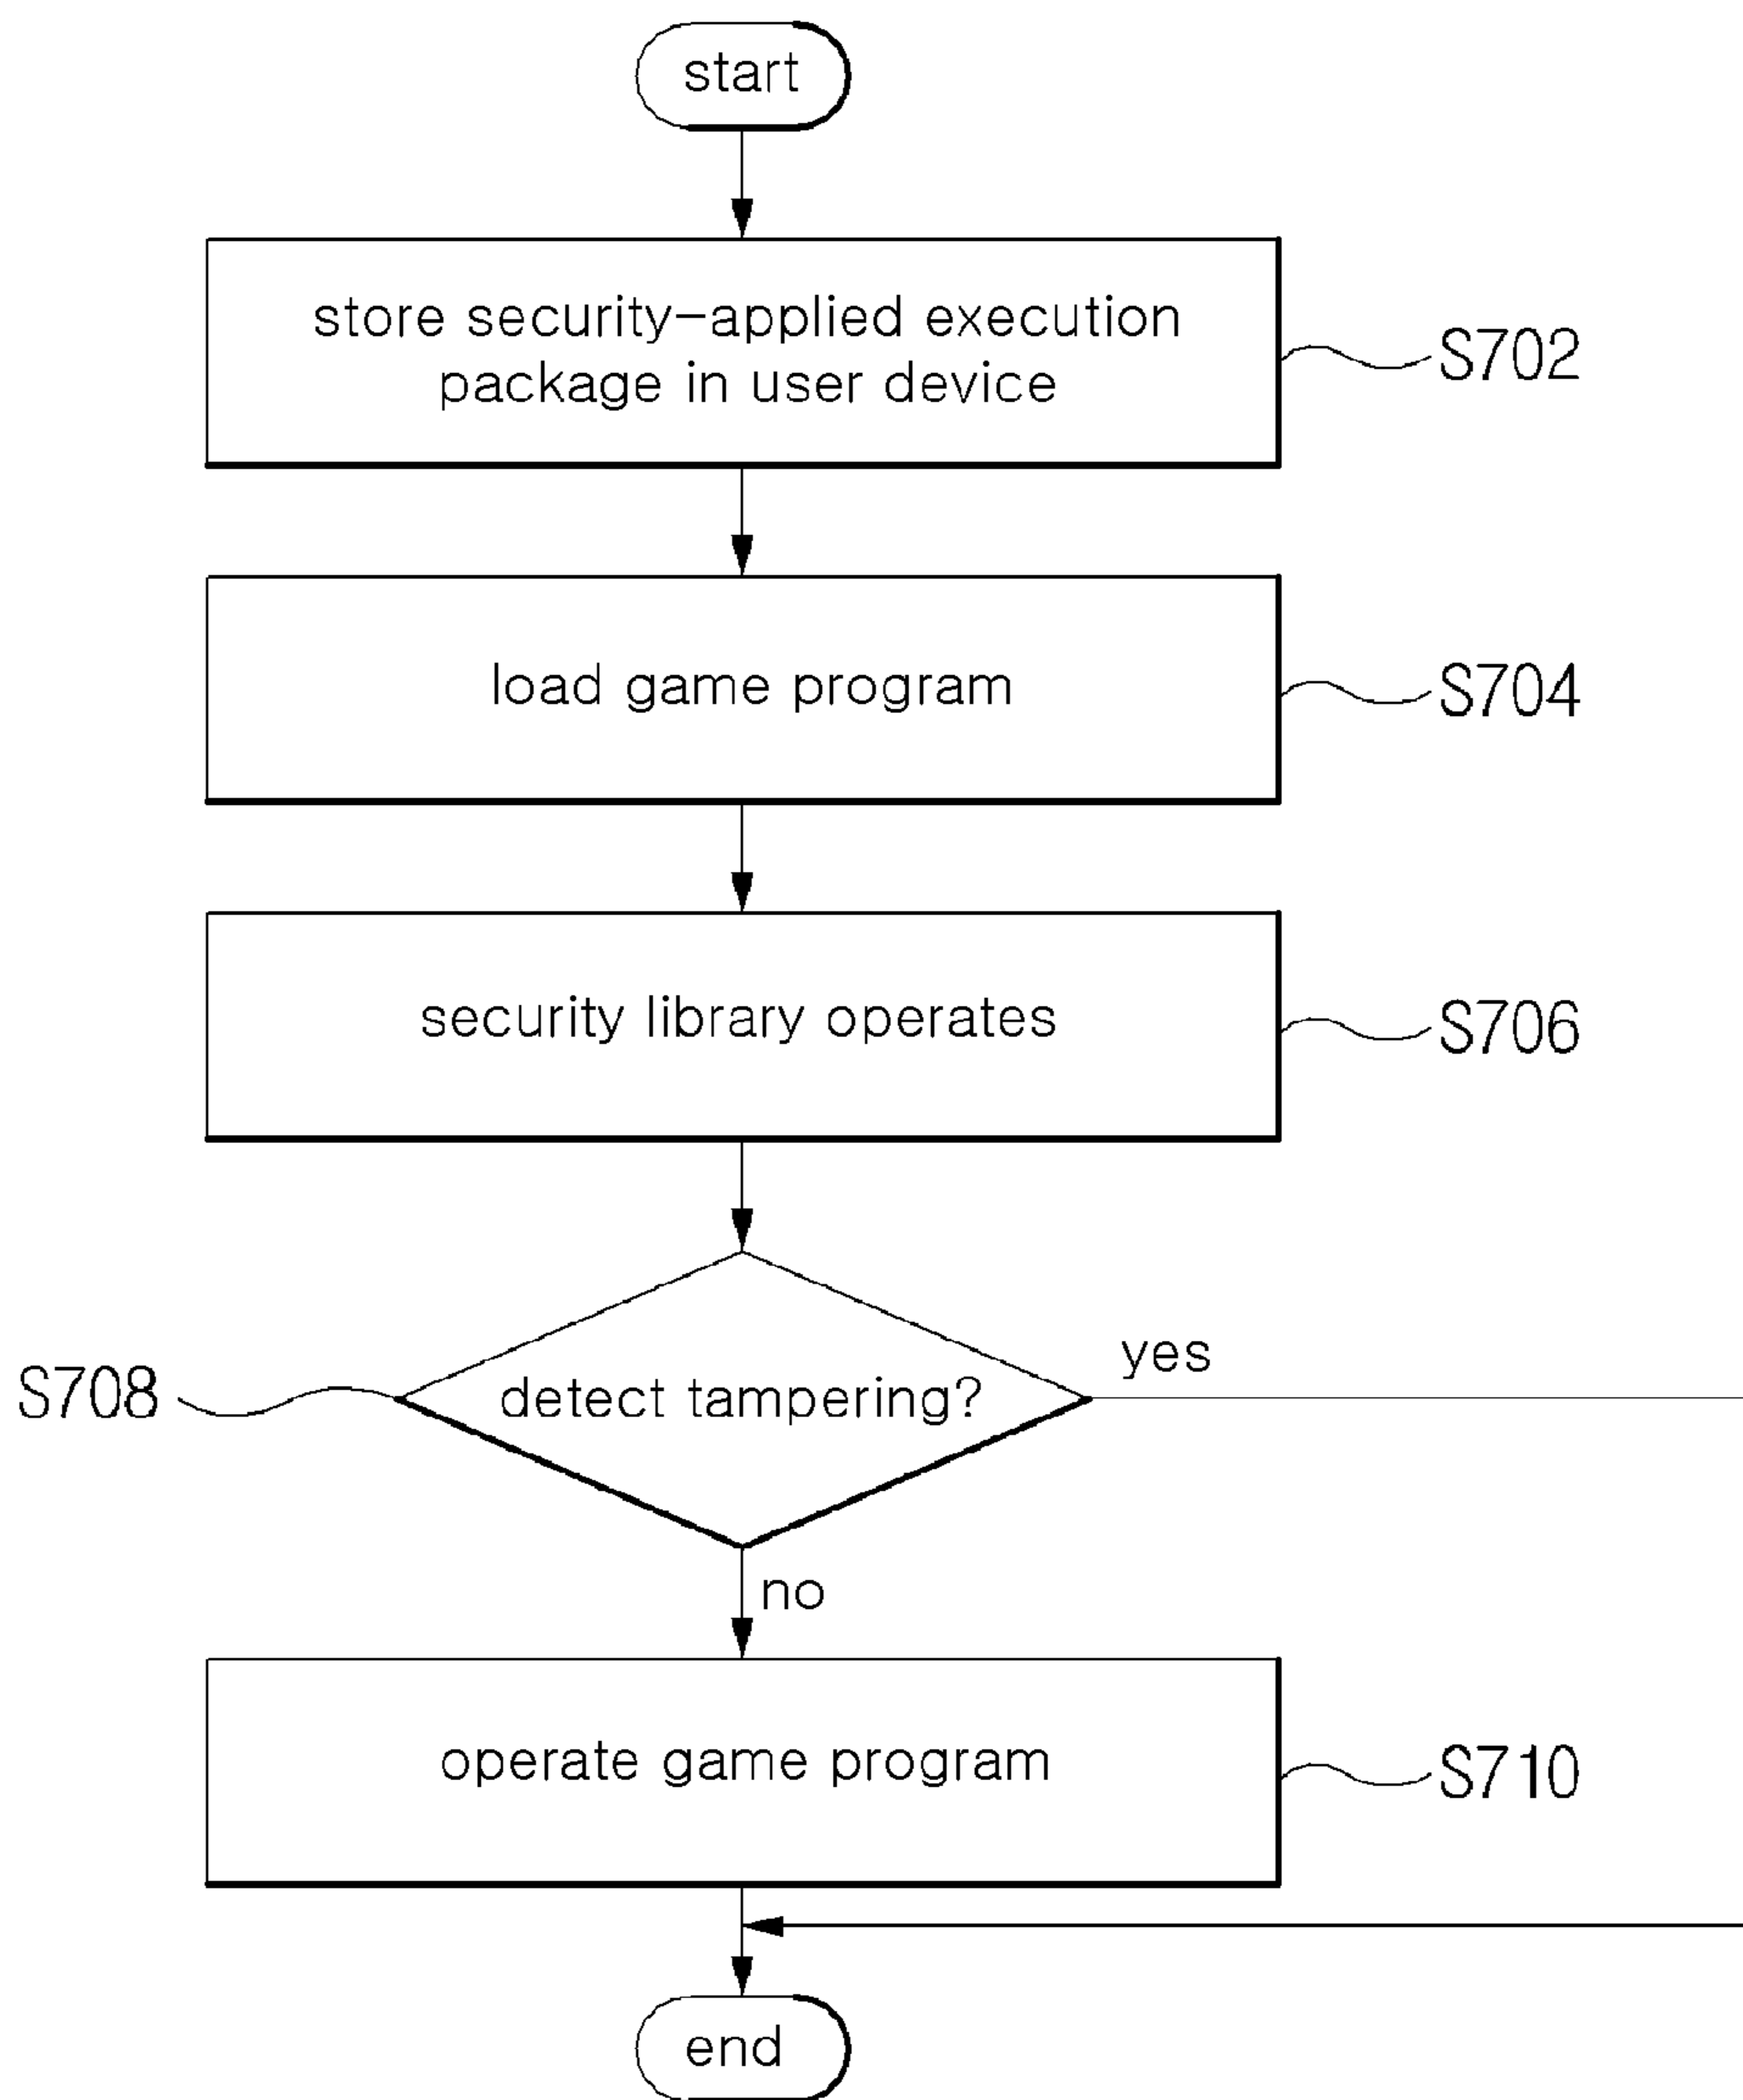 start
store security-applied execution
package in user device
S702
load game program
S704
security library operates
S706
S708
detect tampering?
yes
no
operate game program
S710
end